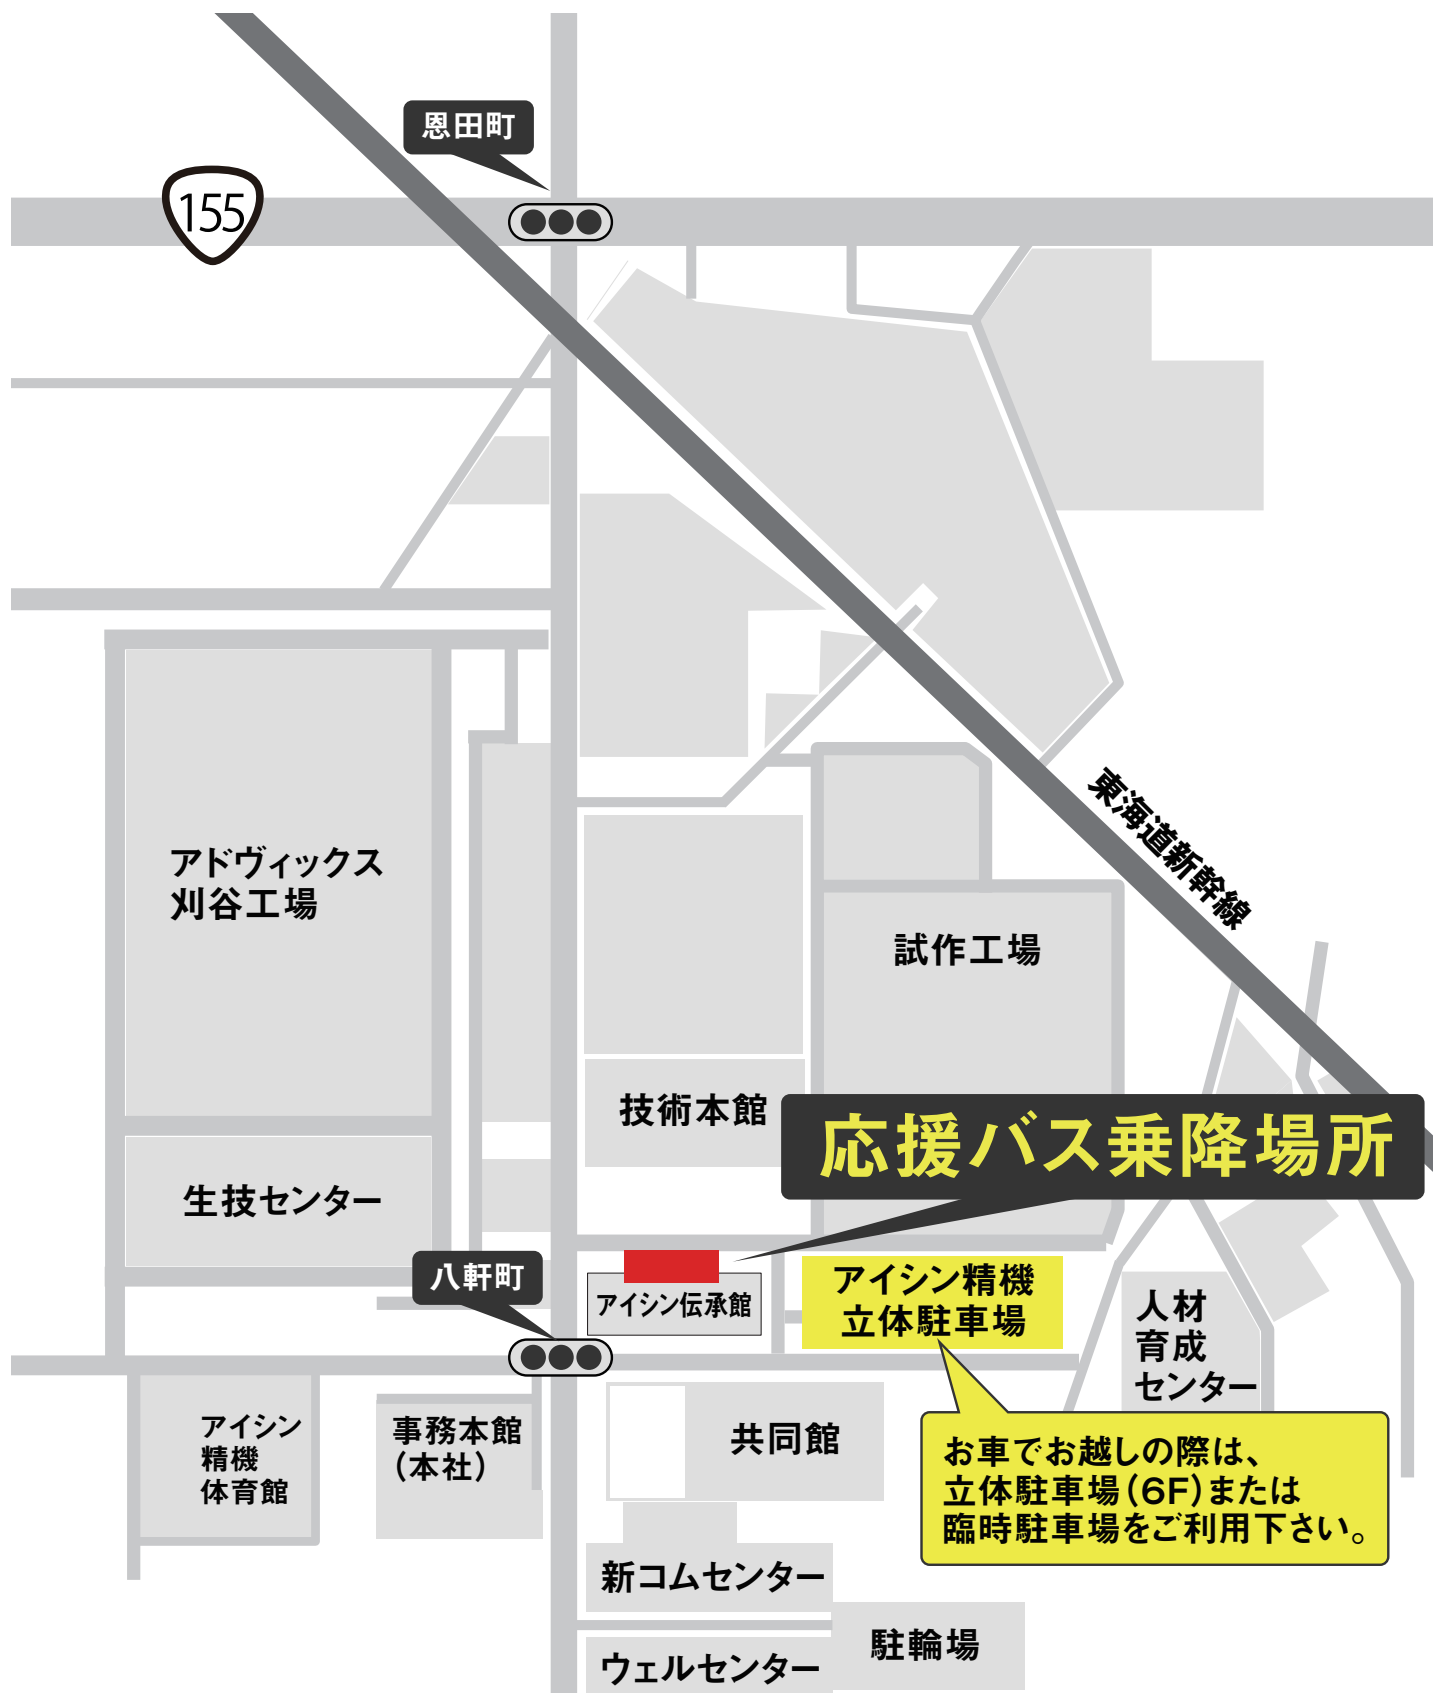 恩田町
155
東海道新幹線
アドヴィックス
刈谷工場
試作工場
技術本館
応援バス乗降場所
生技センター
八軒町
アイシン伝承館
アイシン精機
立体駐車場
人材
育成
センター
アイシン
精機
体育館
事務本館
（本社）
共同館
お車でお越しの際は、
立体駐車場（6F）または
臨時駐車場をご利用下さい。
新コムセンター
駐輪場
ウェルセンター